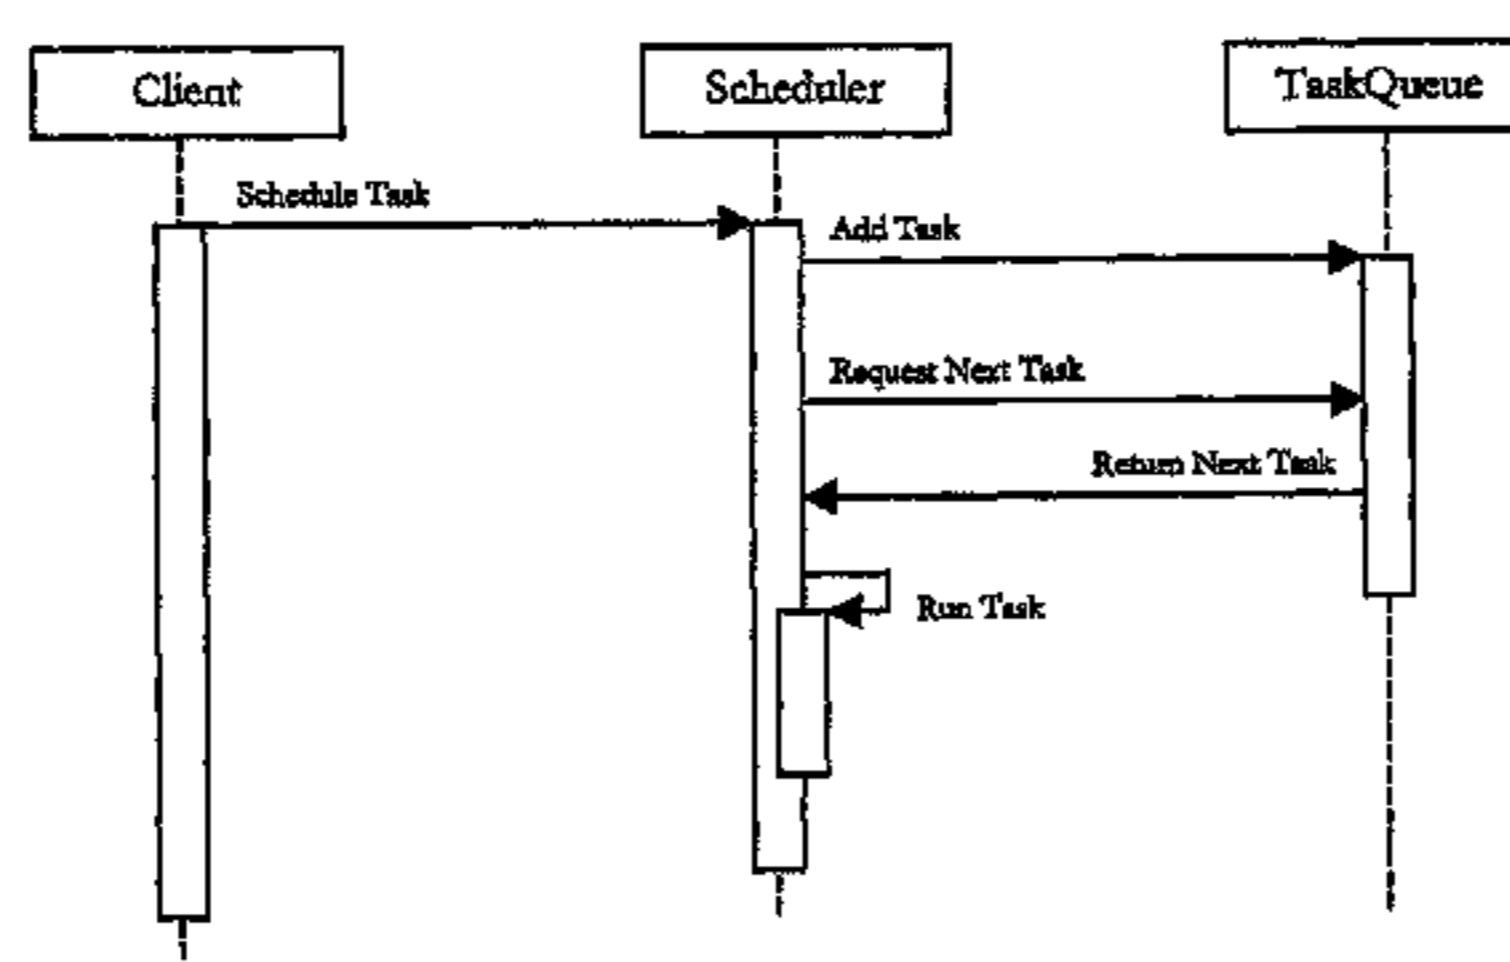 Client
Scheduler
TaskQueue
Schedule Task
Add Task
Request Next Task
Return Next Task
Run Task